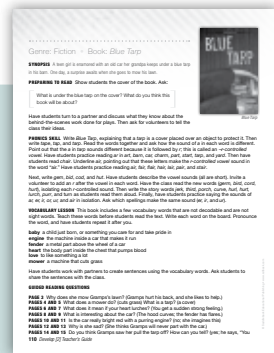 Genre: Fiction • Book: Blue Tarp
SYNOPSIS A teen girl is enamored with an old car her grandpa keeps under a blue tarp
in his barn. One day, a surprise awaits when she goes to mow his lawn.
PREPARING TO READ Show students the cover of the book. Ask:
What is under the blue tarp on the cover? What do you think this
book will be about?
BLUE
TARP
Blue Tarp
Have students turn to a partner and discuss what they know about the
behind-the-scenes work done for plays. Then ask for volunteers to tell the
class their ideas.
PHONICS SKILL Write Blue Tarp, explaining that a tarp is a cover placed over an object to protect it. Then
write tape, tap, and tarp. Read the words together and ask how the sound of a in each word is different.
Point out that the a in tarp sounds different because it is followed by r; this is called an r-controlled
vowel. Have students practice reading ar in art, barn, car, charm, part, start, tarp, and yard. Then have
students read chair. Underline air, pointing out that these letters make the r-controlled vowel sound in
the word "air." Have students practice reading air, fair, flair, hair, lair, pair, and stair.
Next, write gem, bid, cod, and hut. Have students describe the vowel sounds (all are short). Invite a
volunteer to add an r after the vowel in each word. Have the class read the new words (germ, bird, cord,
hurt), isolating each r-controlled sound. Then write the story words jerk, third, porch, curve, hurt, hurt,
lurch, purr, and turn as students read them aloud. Finally, have students practice saying the sounds of
ar, er, ir, or, ur, and air in isolation. Ask which spellings make the same sound (er, ir, and ur).
VOCABULARY LESSON This book includes a few vocabulary words that are not decodable and are not
sight words. Teach these words before students read the text. Write each word on the board. Pronounce
the word, and have students repeat it after you.
baby a child just born, or something you care for and take pride in
engine the machine inside a car that makes it run
fender a metal part above the wheel of a car
heart the body part inside the chest that pumps blood
love to like something a lot
mower a machine that cuts grass
Have students work with partners to create sentences using the vocabulary words. Ask students to
share the sentences with the class.
GUIDED READING QUESTIONS
PAGE 3 Why does she mow Gramps's lawn? (Gramps hurt his back, and she likes to help.)
PAGES 4 AND 5 What does a mower do? (cuts grass) What is a tarp? (a cover)
PAGES 6 AND 7 What does it mean if your heart lurches? (You get a sudden strong feeling.)
PAGES 8 AND 9 What is interesting about the car? (The hood curves; the fender has flares.)
PAGES 10 AND 11 Is the car really bright red with a purring engine? (no; she imagines this)
PAGES 12 AND 13 Why is she sad? (She thinks Gramps will never part with the car.)
PAGES 14 AND 15 Do you think Gramps saw her put the tarp off? How can you tell? (yes; he says, "You
110 Develop [2] Teacher's Guide